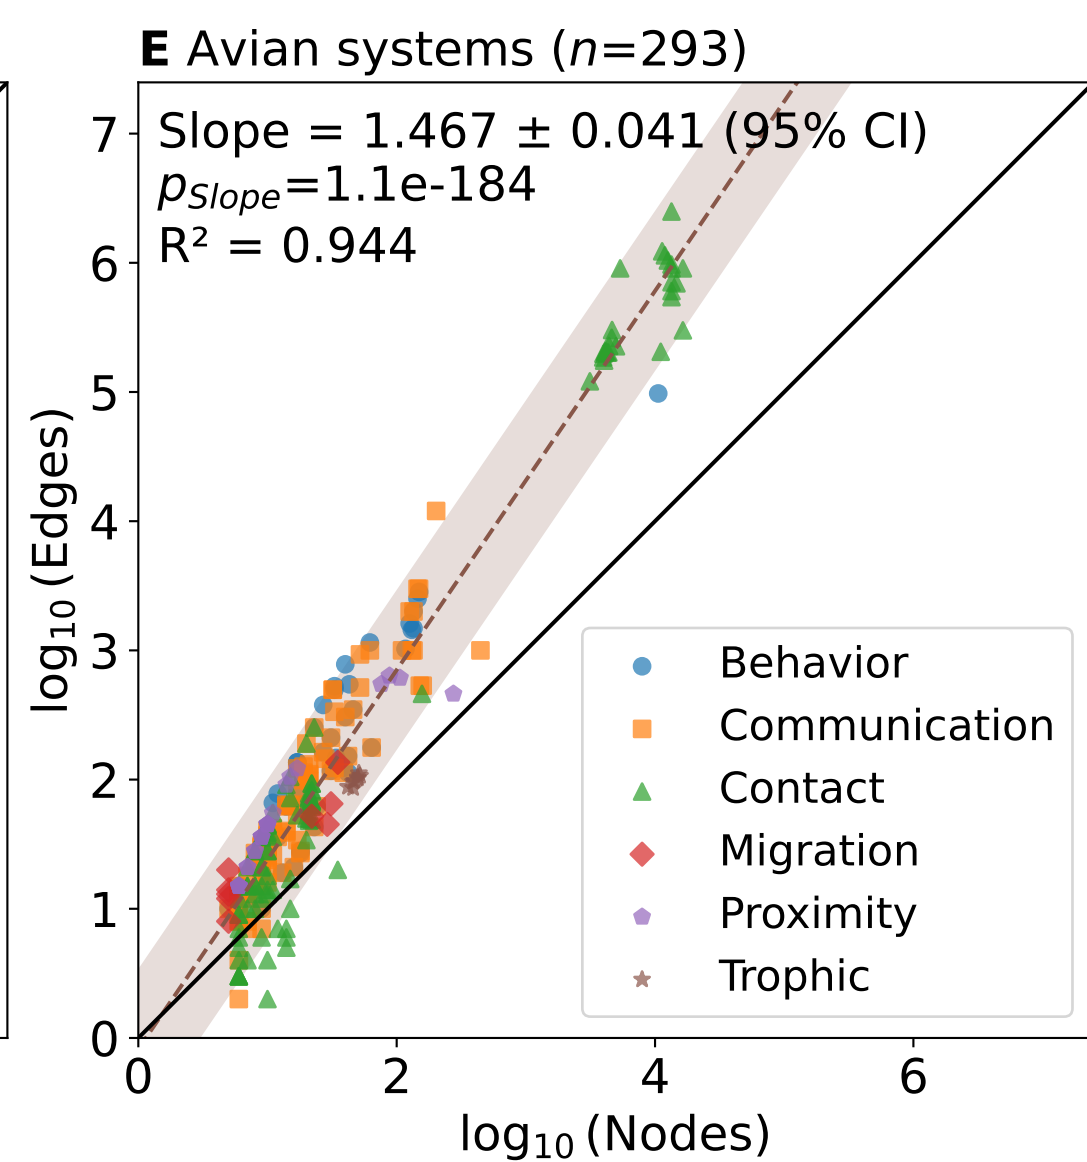 E Avian systems (n=293)
Slope = 1.467 ± 0.041 (95% CI)
pSlope=1.1e-184
R² = 0.944
7
6
5
4
3
2
1
0
log10 (Edges)
Behavior
Communication
Contact
Migration
Proximity
Trophic
0 2 4 6
log10 (Nodes)